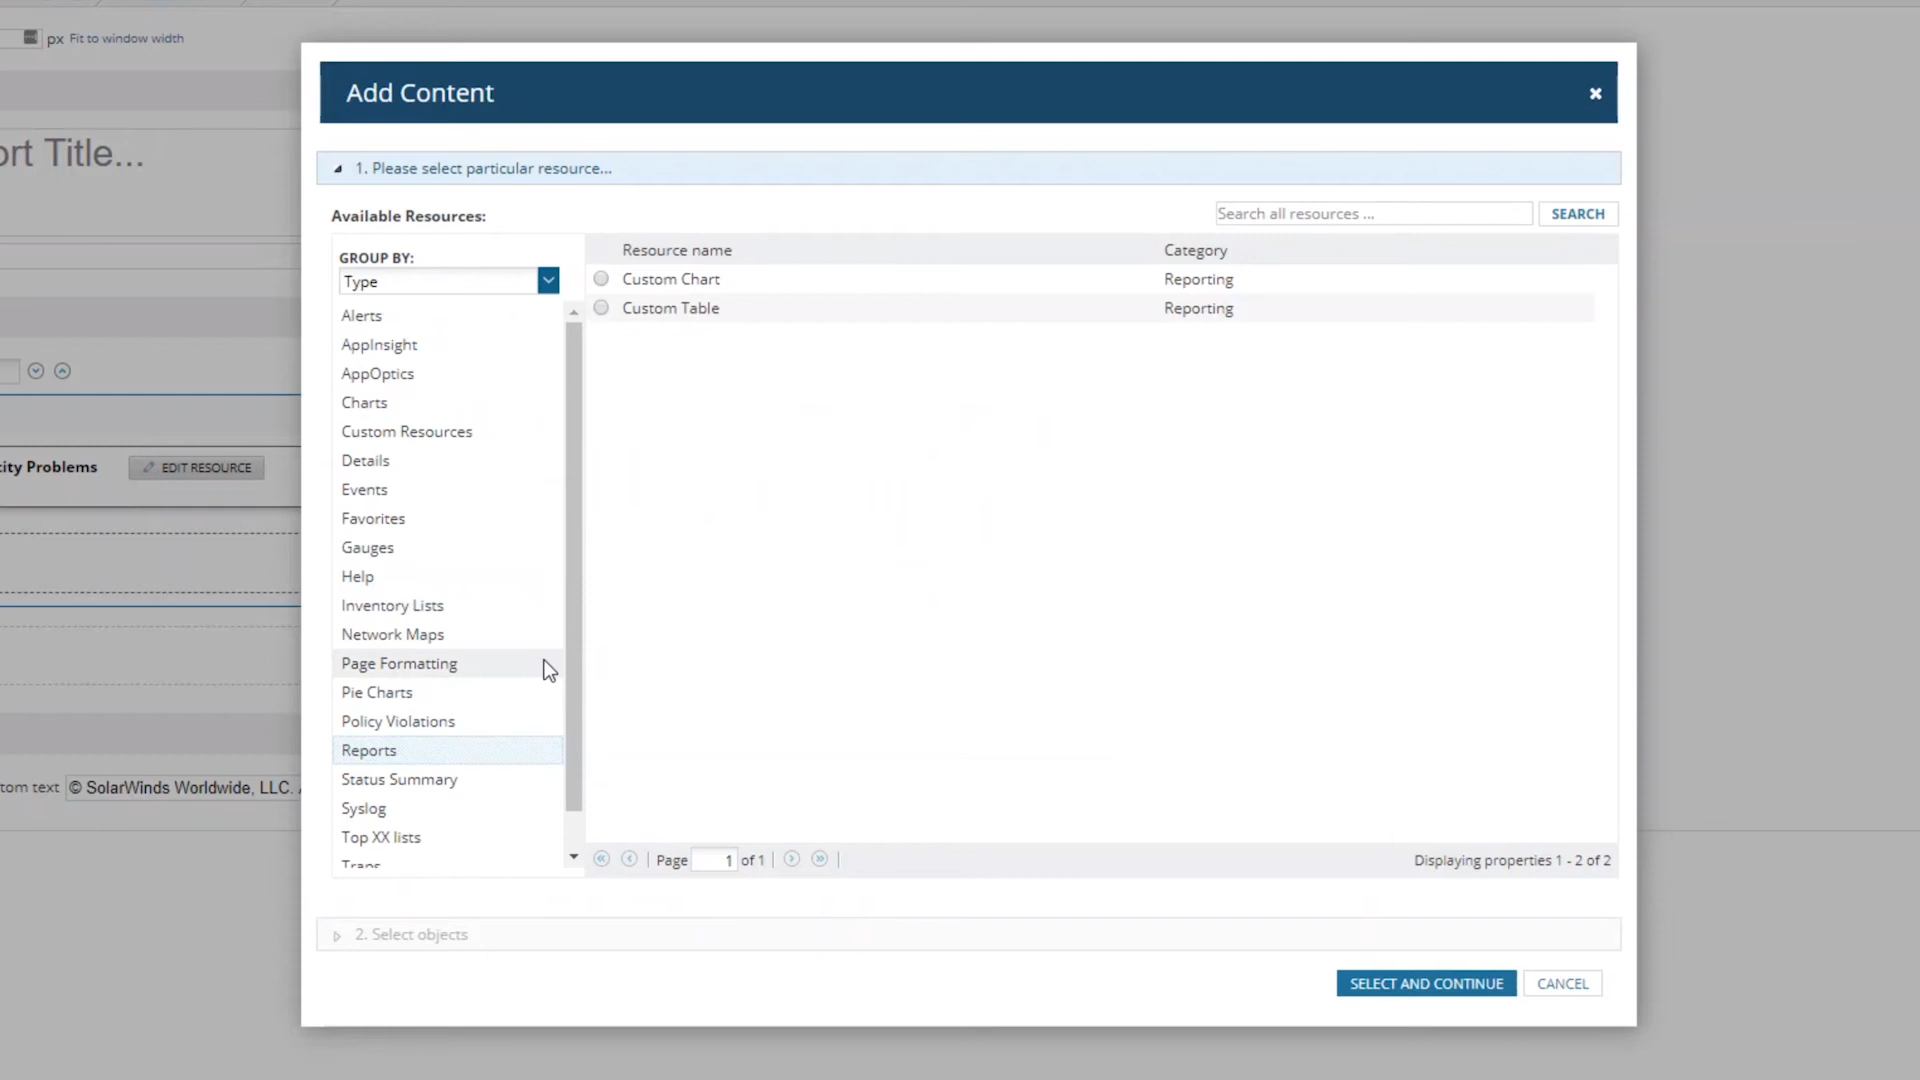 px Fit to window width
Add Content
ort Title...
1. Please select particular resource...
Available Resources:
Search all resources ...
SEARCH
GROUP BY:
Type
Resource name
Category
Custom Chart
Reporting
Custom Table
Reporting
Alerts
AppInsight
AppOptics
Charts
Custom Resources
Details
Events
Favorites
Gauges
Help
Inventory Lists
Network Maps
Page Formatting
Pie Charts
Policy Violations
Reports
Status Summary
Syslog
Top XX lists
Traps
city Problems
EDIT RESOURCE
tom text
© SolarWinds Worldwide, LLC.
Page 1 of 1
Displaying properties 1 - 2 of 2
2. Select objects
SELECT AND CONTINUE
CANCEL